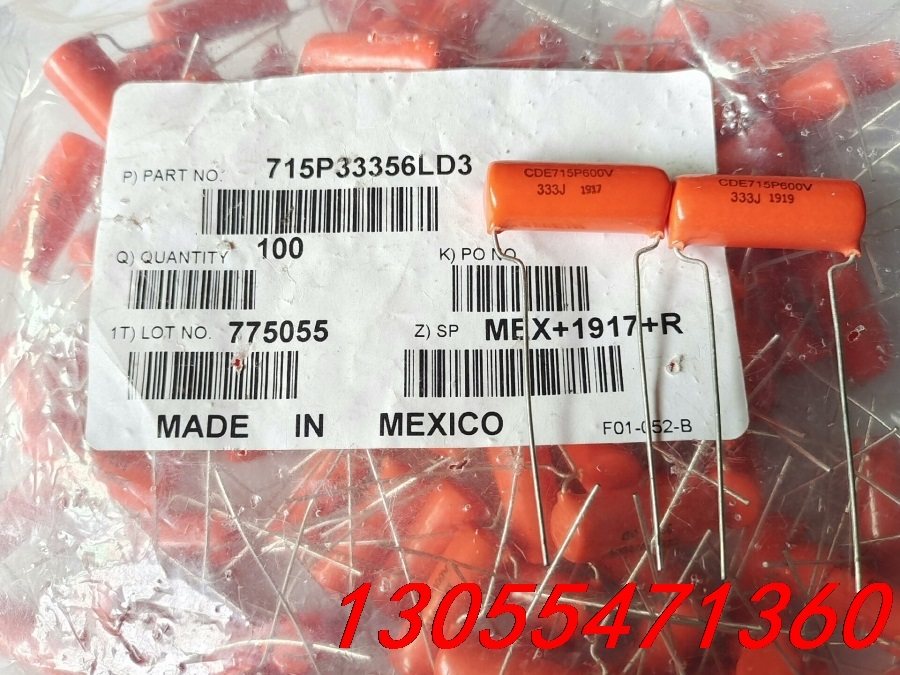 P) PART NO. 715P33356LD3
Q) QUANTITY 100
K) PO NO
1T) LOT NO. 775055
Z) SP MEX+1917+R
MADE IN MEXICO
F01-052-B
CDE715P600V
333J 1917
CDE715P600V
333J 1919
13055471360